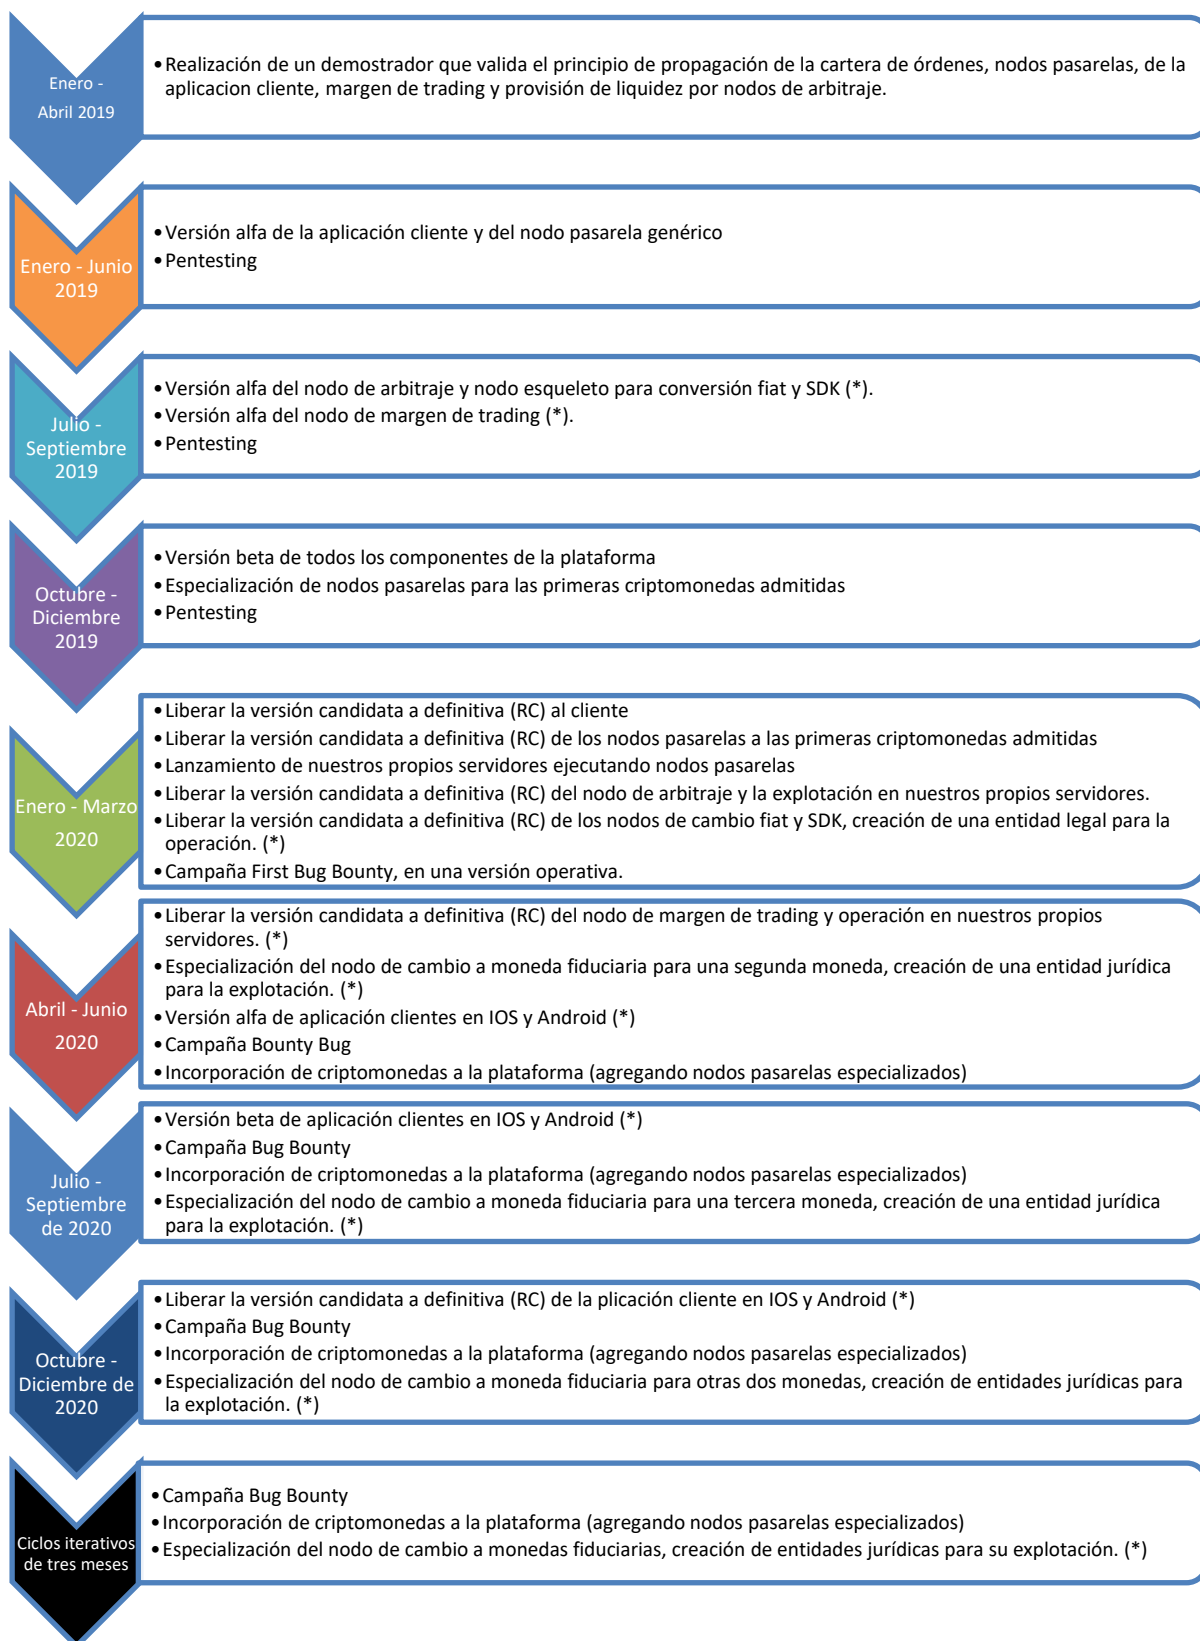 Enero -
Abril 2019
•Realización de un demostrador que valida el principio de propagación de la cartera de órdenes, nodos pasarelas, de la
aplicacion cliente, margen de trading y provisión de liquidez por nodos de arbitraje.
Enero - Junio
2019
•Versión alfa de la aplicación cliente y del nodo pasarela genérico
•Pentesting
Julio -
Septiembre
2019
•Versión alfa del nodo de arbitraje y nodo esqueleto para conversión fiat y SDK (*).
•Versión alfa del nodo de margen de trading (*).
•Pentesting
Octubre -
Diciembre
2019
•Versión beta de todos los componentes de la plataforma
•Especialización de nodos pasarelas para las primeras criptomonedas admitidas
•Pentesting
Enero - Marzo
2020
•Liberar la versión candidata a definitiva (RC) al cliente
•Liberar la versión candidata a definitiva (RC) de los nodos pasarelas a las primeras criptomonedas admitidas
•Lanzamiento de nuestros propios servidores ejecutando nodos pasarelas
•Liberar la versión candidata a definitiva (RC) del nodo de arbitraje y la explotación en nuestros propios servidores.
•Liberar la versión candidata a definitiva (RC) de los nodos de cambio fiat y SDK, creación de una entidad legal para la
operación. (*)
•Campaña First Bug Bounty, en una versión operativa.
Abril - Junio
2020
•Liberar la versión candidata a definitiva (RC) del nodo de margen de trading y operación en nuestros propios
servidores. (*)
•Especialización del nodo de cambio a moneda fiduciaria para una segunda moneda, creación de una entidad jurídica
para la explotación. (*)
•Versión alfa de aplicación clientes en IOS y Android (*)
•Campaña Bounty Bug
•Incorporación de criptomonedas a la plataforma (agregando nodos pasarelas especializados)
Julio -
Septiembre
de 2020
•Versión beta de aplicación clientes en IOS y Android (*)
•Campaña Bug Bounty
•Incorporación de criptomonedas a la plataforma (agregando nodos pasarelas especializados)
•Especialización del nodo de cambio a moneda fiduciaria para una tercera moneda, creación de una entidad jurídica
para la explotación. (*)
Octubre -
Diciembre de
2020
•Liberar la versión candidata a definitiva (RC) de la plicación cliente en IOS y Android (*)
•Campaña Bug Bounty
•Incorporación de criptomonedas a la plataforma (agregando nodos pasarelas especializados)
•Especialización del nodo de cambio a moneda fiduciaria para otras dos monedas, creación de entidades jurídicas para
la explotación. (*)
Ciclos iterativos
de tres meses
•Campaña Bug Bounty
•Incorporación de criptomonedas a la plataforma (agregando nodos pasarelas especializados)
•Especialización del nodo de cambio a monedas fiduciarias, creación de entidades jurídicas para su explotación. (*)